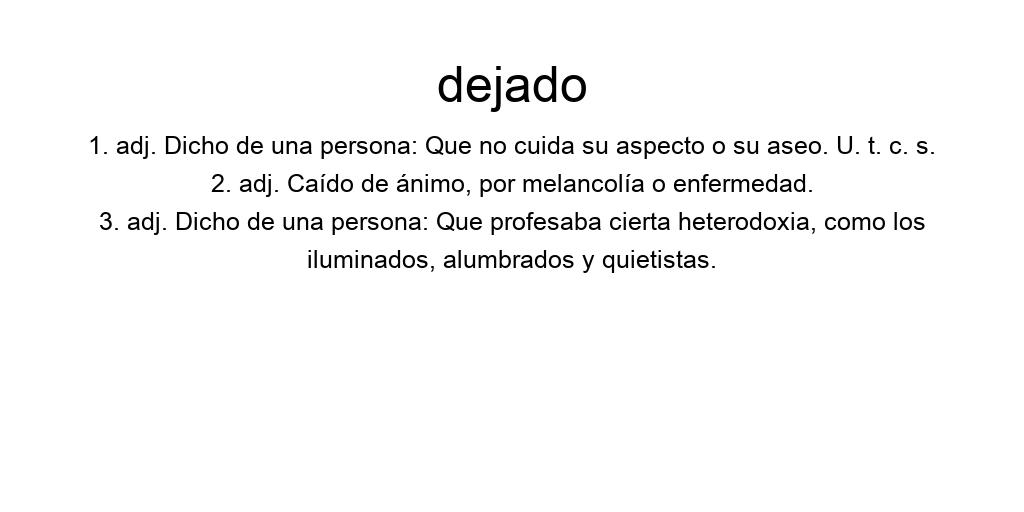 dejado
1. adj. Dicho de una persona: Que no cuida su aspecto o su aseo. U. t. c. s.
2. adj. Caído de ánimo, por melancolía o enfermedad.
3. adj. Dicho de una persona: Que profesaba cierta heterodoxia, como los
iluminados, alumbrados y quietistas.